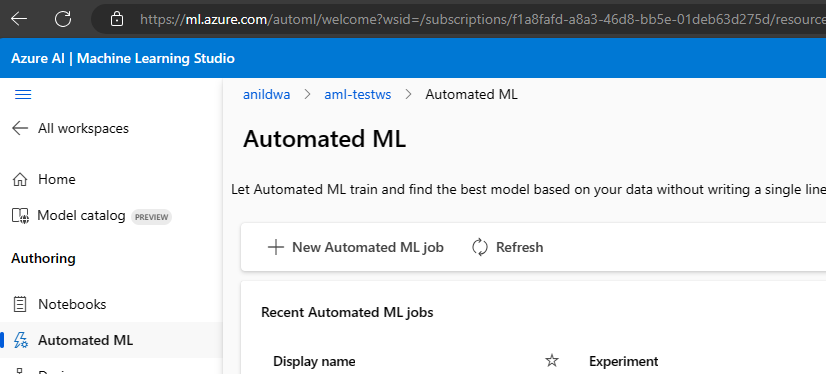 https://ml.azure.com/automl/welcome?wsid=/subscriptions/f1a8fafd-a8a3-46d8-bb5e-01deb63d275d/resource
Azure AI | Machine Learning Studio
anildwa > aml-testws > Automated ML
All workspaces
Automated ML
Home
Let Automated ML train and find the best model based on your data without writing a single line
Model catalog PREVIEW
New Automated ML job Refresh
Authoring
Notebooks
Recent Automated ML jobs
Automated ML
Display name Experiment